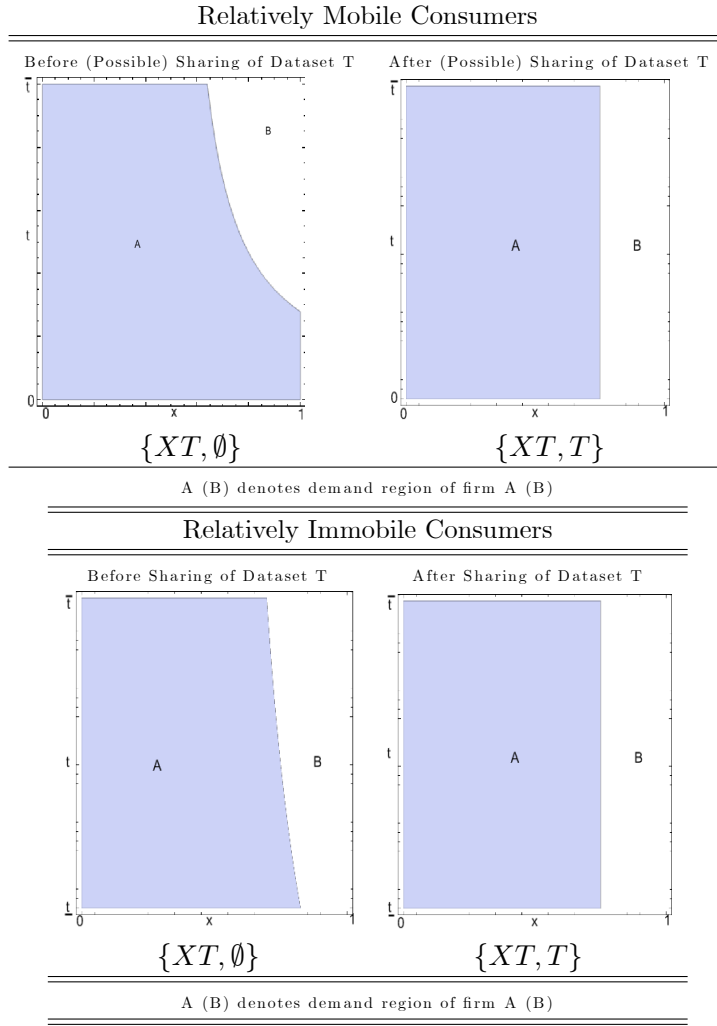 Relatively Mobile Consumers
Before (Possible) Sharing of Dataset T After (Possible) Sharing of Dataset T
t̄ t̄
B
t A t A B
0 0
0 x 1 0 x 1
{XT, ∅} {XT, T}
A (B) denotes demand region of firm A (B)
Relatively Immobile Consumers
Before Sharing of Dataset T After Sharing of Dataset T
t̄ t̄
t A B t A B
t̲ t̲
0 x 1 0 x 1
{XT, ∅} {XT, T}
A (B) denotes demand region of firm A (B)